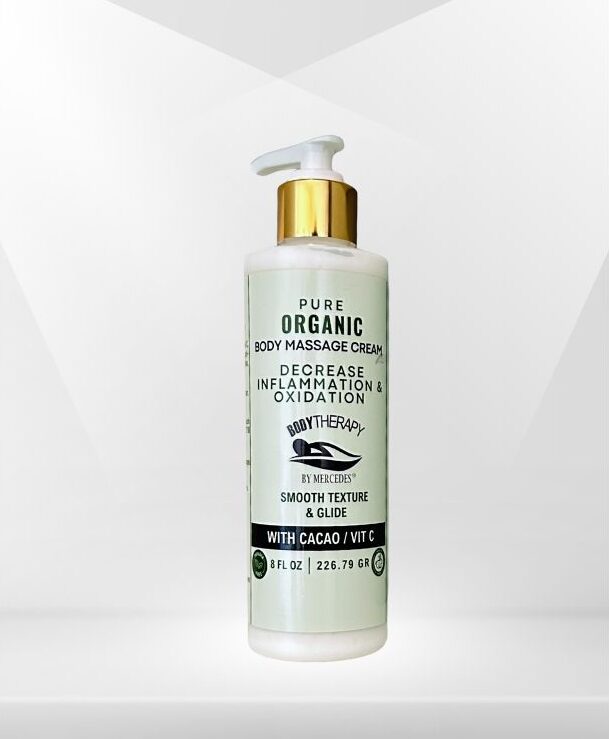 PURE
ORGANIC
BODY MASSAGE CREAM
DECREASE
INFLAMMATION &
OXIDATION
BODYTHERAPY
BY MERCEDES®
SMOOTH TEXTURE
& GLIDE
WITH CACAO / VIT C
8 FL OZ | 226.79 GR